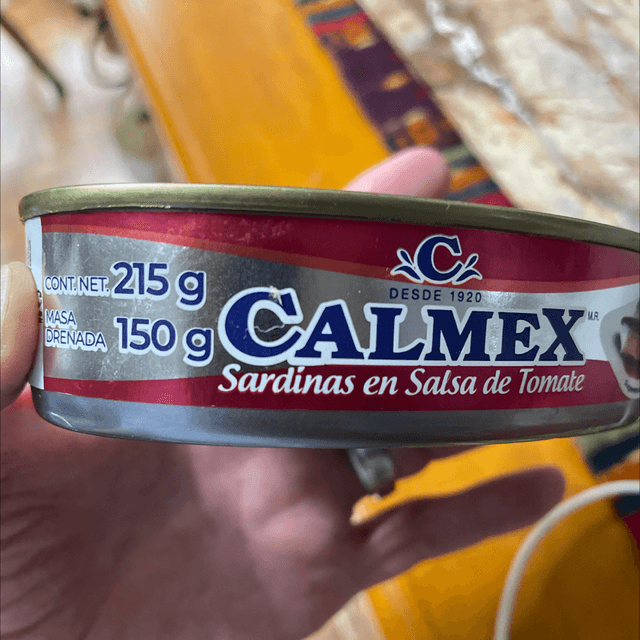 C
DESDE 1920
CONT. NET. 215 g
MASA DRENADA 150 g
CALMEX M.R.
Sardinas en Salsa de Tomate